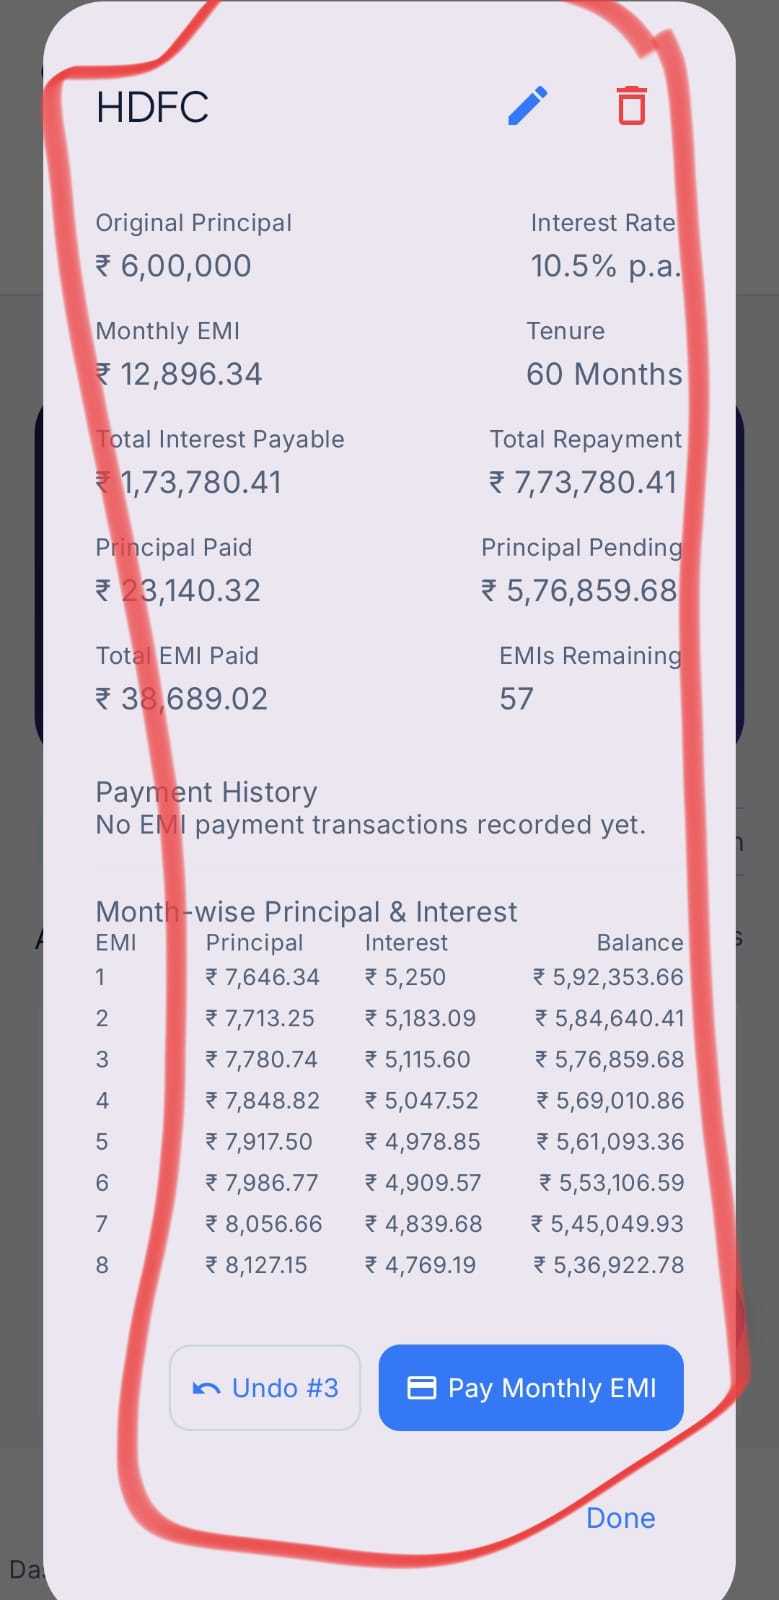 HDFC
Original Principal Interest Rate
₹ 6,00,000 10.5% p.a.
Monthly EMI Tenure
₹ 12,896.34 60 Months
Total Interest Payable Total Repayment
₹ 1,73,780.41 ₹ 7,73,780.41
Principal Paid Principal Pending
₹ 23,140.32 ₹ 5,76,859.68
Total EMI Paid EMIs Remaining
₹ 38,689.02 57
Payment History
No EMI payment transactions recorded yet.
Month-wise Principal & Interest
EMI Principal Interest Balance
1 ₹ 7,646.34 ₹ 5,250 ₹ 5,92,353.66
2 ₹ 7,713.25 ₹ 5,183.09 ₹ 5,84,640.41
3 ₹ 7,780.74 ₹ 5,115.60 ₹ 5,76,859.68
4 ₹ 7,848.82 ₹ 5,047.52 ₹ 5,69,010.86
5 ₹ 7,917.50 ₹ 4,978.85 ₹ 5,61,093.36
6 ₹ 7,986.77 ₹ 4,909.57 ₹ 5,53,106.59
7 ₹ 8,056.66 ₹ 4,839.68 ₹ 5,45,049.93
8 ₹ 8,127.15 ₹ 4,769.19 ₹ 5,36,922.78
Undo #3 Pay Monthly EMI
Done